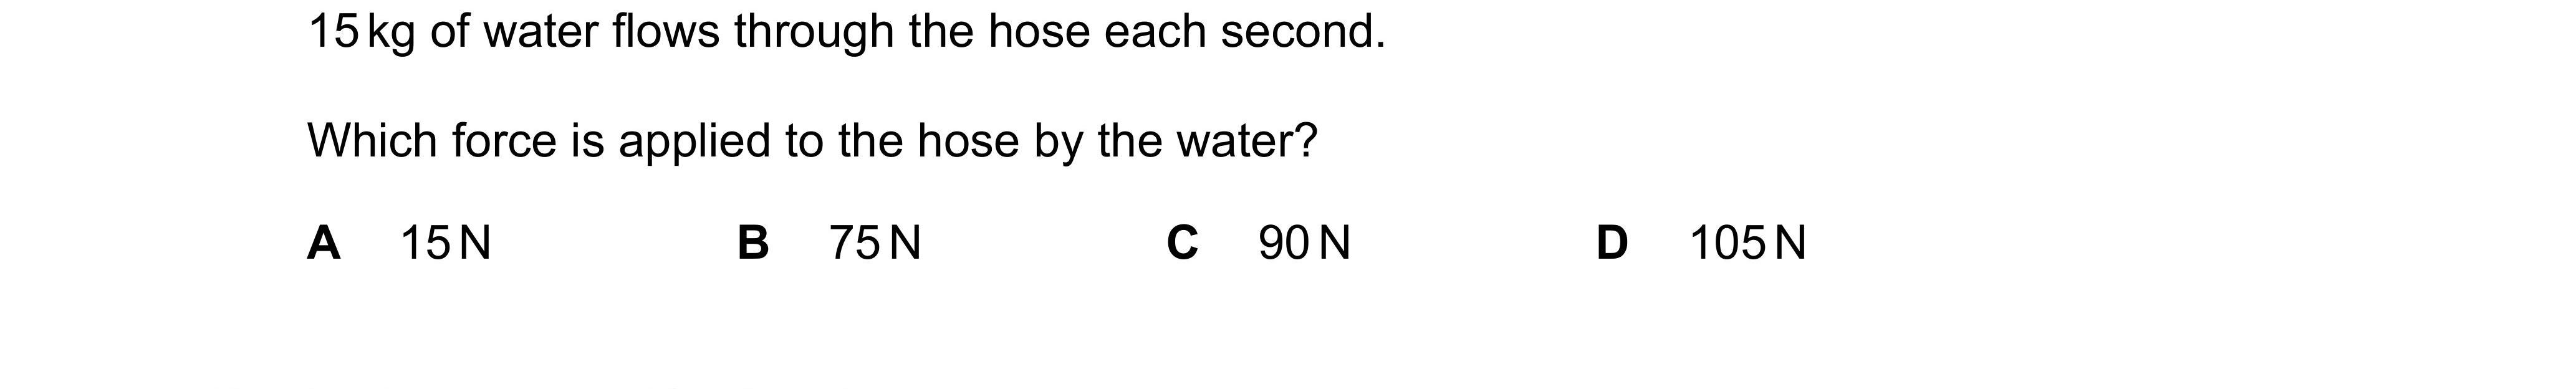 15 kg of water flows through the hose each second.
Which force is applied to the hose by the water?
A 15 N B 75 N C 90 N D 105 N